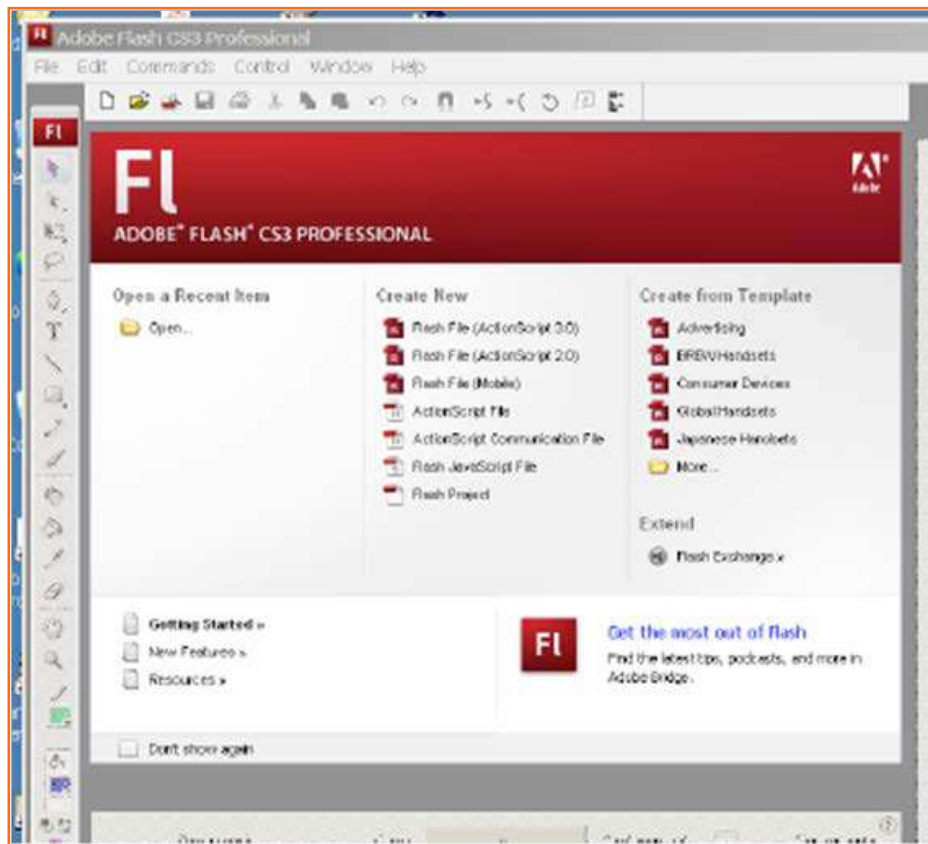 Fl Adobe Flash CS3 Professional
File Edit Commands Control Window Help
Fl
Fl
Adobe
ADOBE® FLASH® CS3 PROFESSIONAL
Open a Recent Item
Open...
Create New
Flash File (ActionScript 3.0)
Flash File (ActionScript 2.0)
Flash File (Mobile)
ActionScript File
ActionScript Communication File
Flash JavaScript File
Flash Project
Create from Template
Advertising
BREW Handsets
Consumer Devices
Global Handsets
Japanese Handsets
More...
Extend
Flash Exchange »
Getting Started »
New Features »
Resources »
Fl
Get the most out of Flash
Find the latest tips, podcasts, and more in
Adobe Bridge.
Don't show again